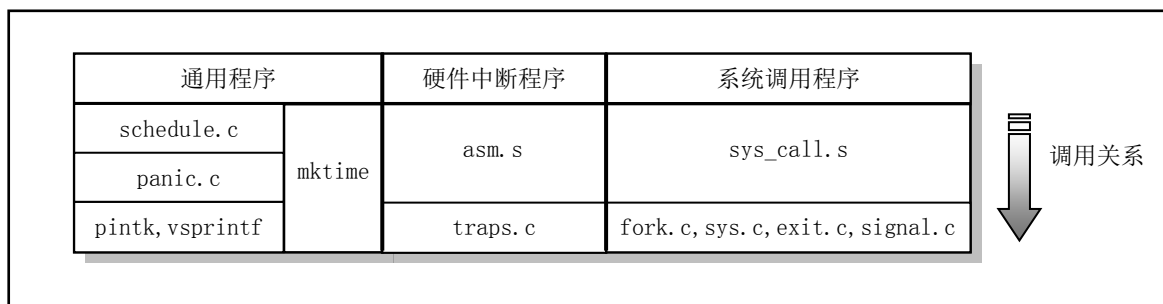 通用程序 硬件中断程序 系统调用程序
schedule.c
panic.c
mktime
pintk,vsprintf
asm.s
traps.c
sys_call.s
fork.c,sys.c,exit.c,signal.c
调用关系